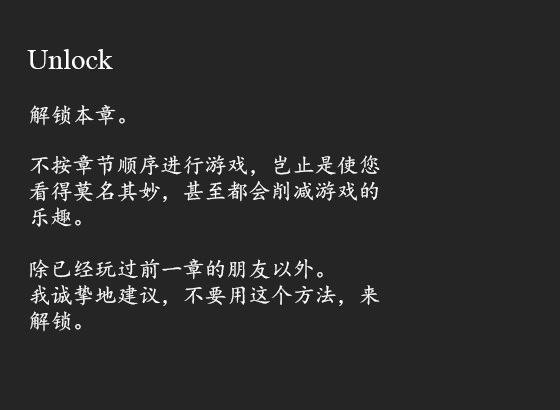 Unlock
解锁本章。
不按章节顺序进行游戏，岂止是使您
看得莫名其妙，甚至都会削减游戏的
乐趣。
除已经玩过前一章的朋友以外。
我诚挚地建议，不要用这个方法，来
解锁。